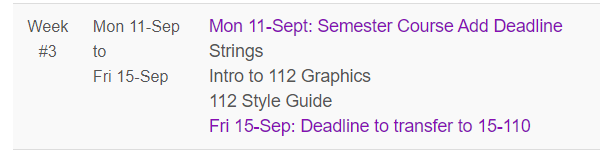 Week #3
Mon 11-Sep to Fri 15-Sep
Mon 11-Sept: Semester Course Add Deadline
Strings
Intro to 112 Graphics
112 Style Guide
Fri 15-Sep: Deadline to transfer to 15-110